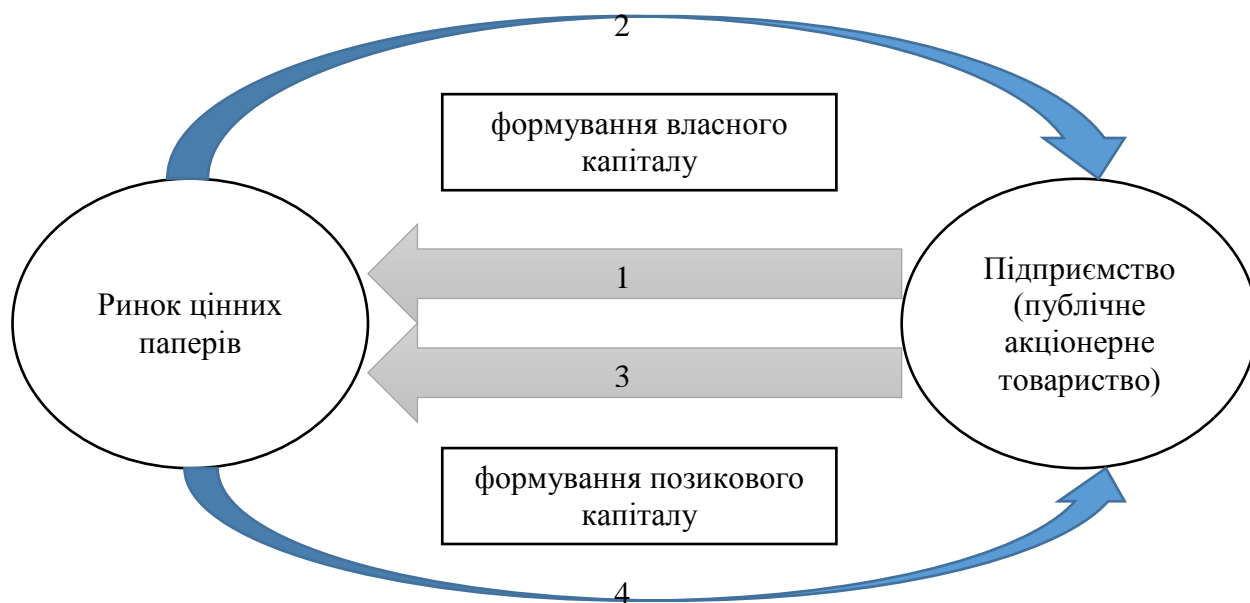 2
формування власного
капіталу
1
Ринок цінних
паперів
Підприємство
(публічне
акціонерне
товариство)
3
формування позикового
капіталу
4